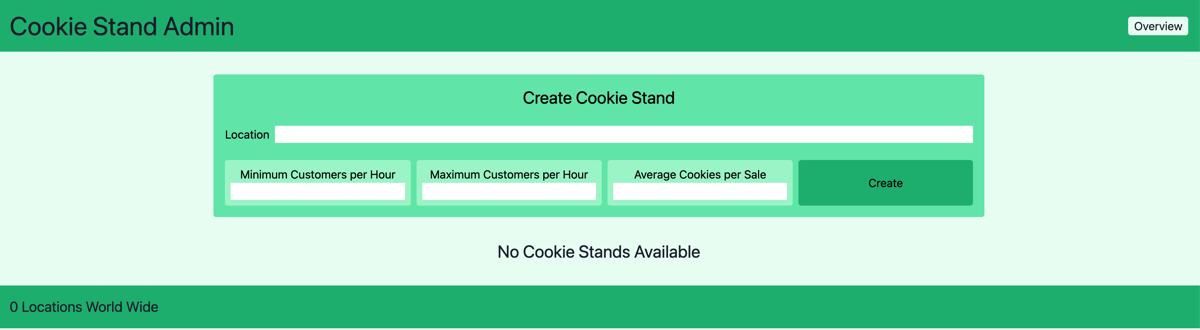 Cookie Stand Admin
Overview
Create Cookie Stand
Location
Minimum Customers per Hour
Maximum Customers per Hour
Average Cookies per Sale
Create
No Cookie Stands Available
0 Locations World Wide